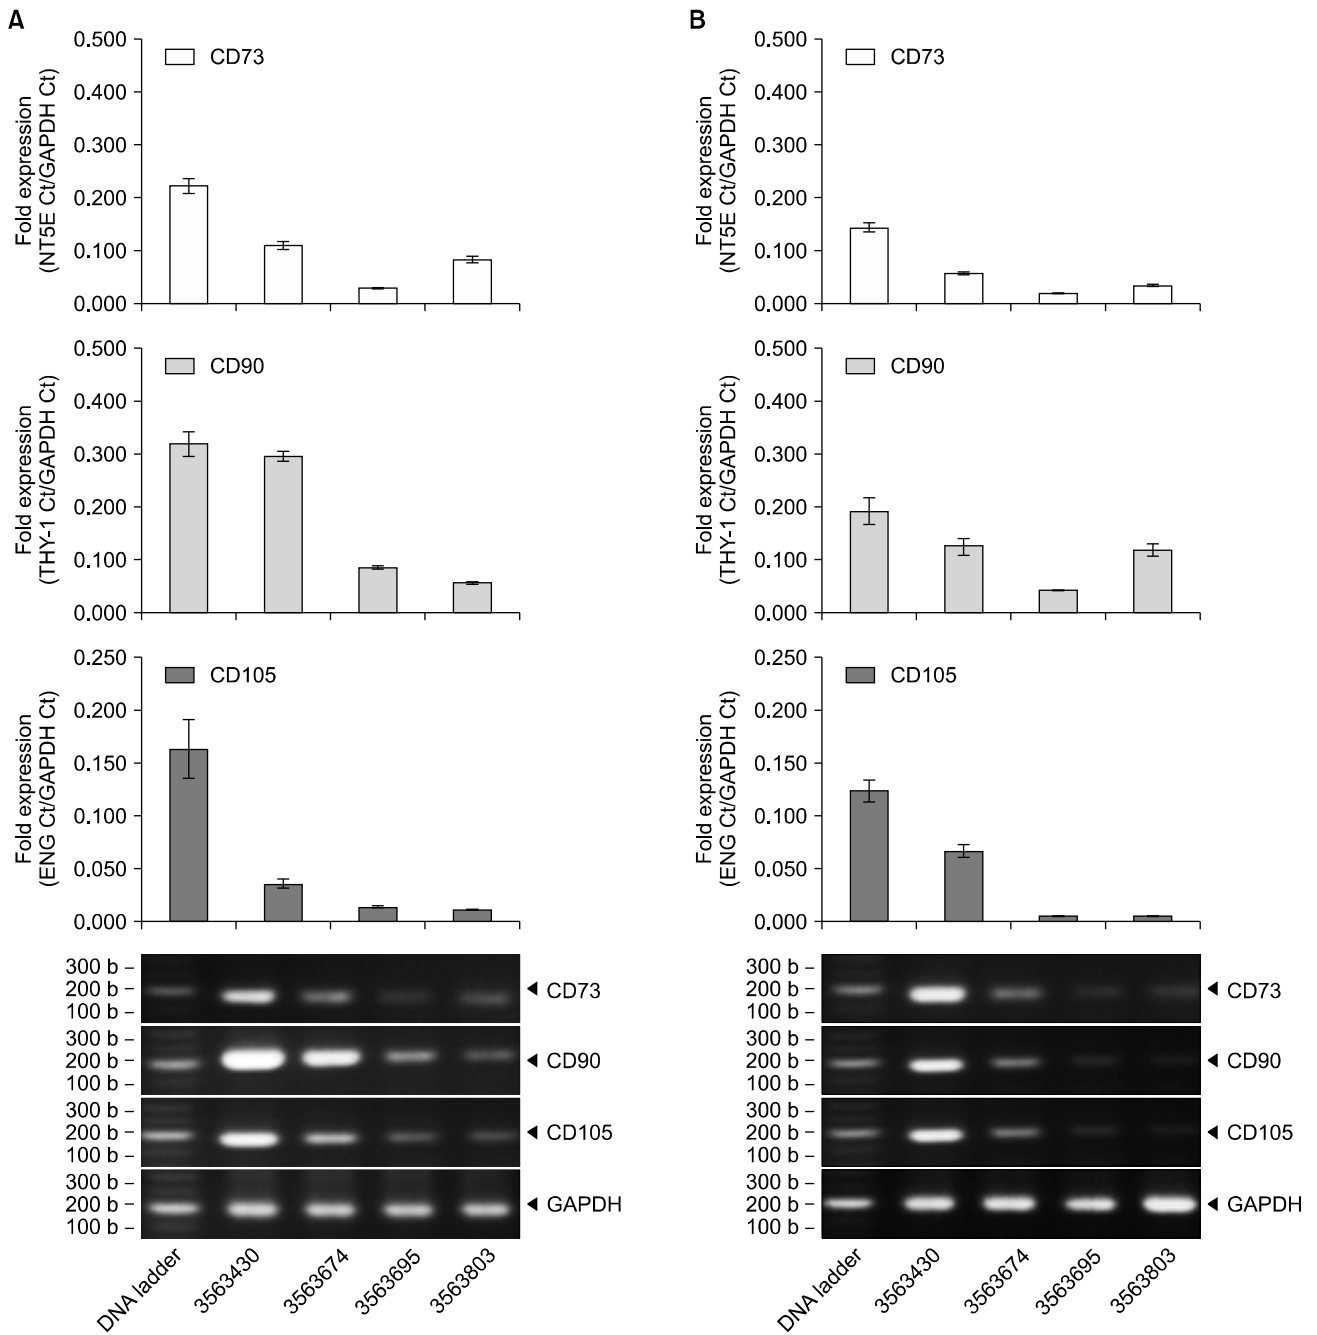 A
0.500
0.400
0.300
0.200
0.100
0.000
Fold expression
(NT5E Ct/GAPDH Ct)
CD73
0.500
0.400
0.300
0.200
0.100
0.000
Fold expression
(THY-1 Ct/GAPDH Ct)
CD90
0.250
0.200
0.150
0.100
0.050
0.000
Fold expression
(ENG Ct/GAPDH Ct)
CD105
300 b
200 b
100 b
CD73
300 b
200 b
100 b
CD90
300 b
200 b
100 b
CD105
300 b
200 b
100 b
GAPDH
DNA ladder
3563430
3563674
3563695
3563803
B
0.500
0.400
0.300
0.200
0.100
0.000
Fold expression
(NT5E Ct/GAPDH Ct)
CD73
0.500
0.400
0.300
0.200
0.100
0.000
Fold expression
(THY-1 Ct/GAPDH Ct)
CD90
0.250
0.200
0.150
0.100
0.050
0.000
Fold expression
(ENG Ct/GAPDH Ct)
CD105
300 b
200 b
100 b
CD73
300 b
200 b
100 b
CD90
300 b
200 b
100 b
CD105
300 b
200 b
100 b
GAPDH
DNA ladder
3563430
3563674
3563695
3563803